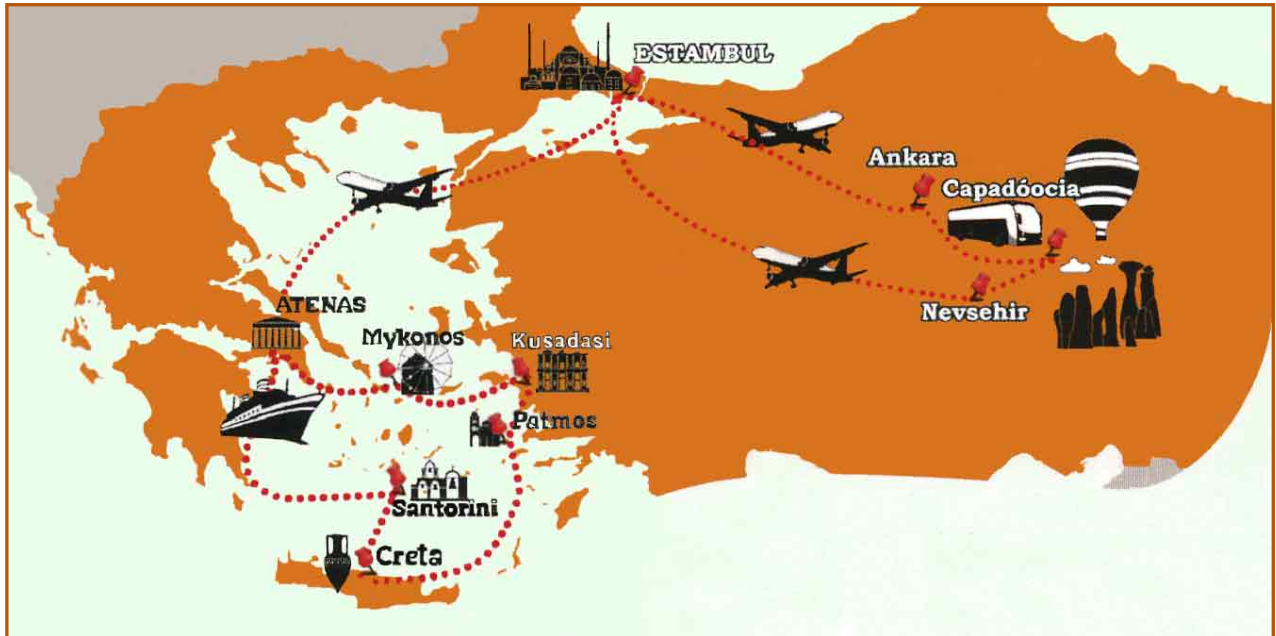 ESTAMBUL
Ankara
Capadóocia
Nevsehir
ATENAS
Mykonos
Kusadasi
Patmos
Santorini
Creta